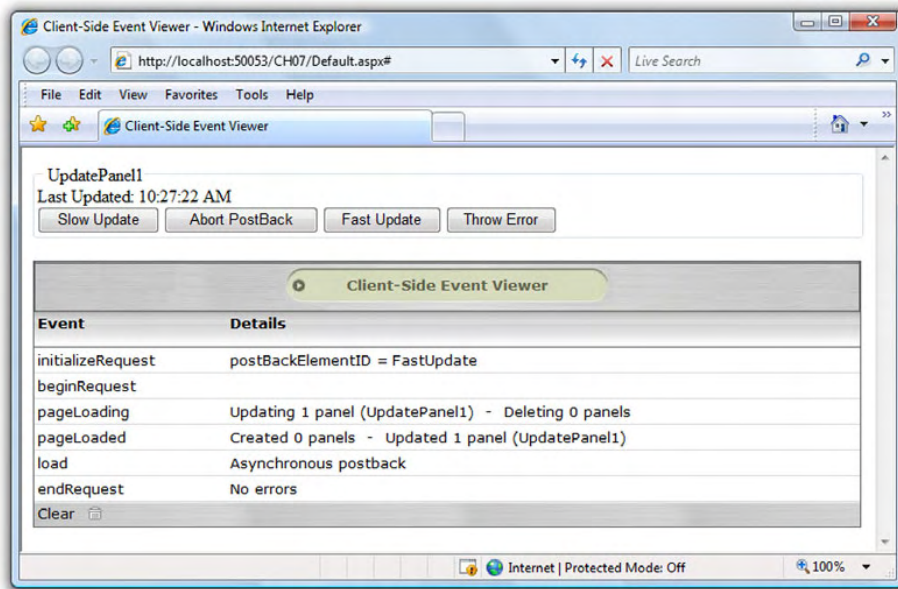 Client-Side Event Viewer - Windows Internet Explorer
http://localhost:50053/CH07/Default.aspx#
Live Search
File Edit View Favorites Tools Help
Client-Side Event Viewer
UpdatePanel1
Last Updated: 10:27:22 AM
Slow Update Abort PostBack Fast Update Throw Error
Client-Side Event Viewer
Event Details
initializeRequest postBackElementID = FastUpdate
beginRequest
pageLoading Updating 1 panel (UpdatePanel1) - Deleting 0 panels
pageLoaded Created 0 panels - Updated 1 panel (UpdatePanel1)
load Asynchronous postback
endRequest No errors
Clear
Internet | Protected Mode: Off 100%